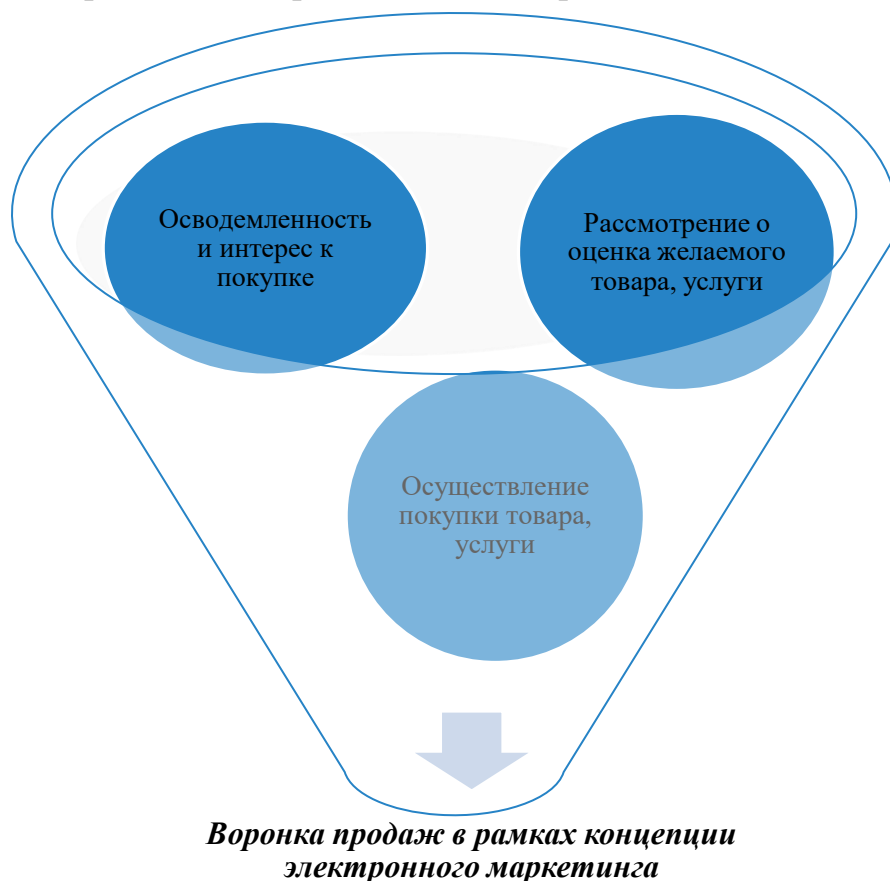 Осводемленность
и интерес к
покупке
Рассмотрение о
оценка желаемого
товара, услуги
Осуществление
покупки товара,
услуги
Воронка продаж в рамках концепции
электронного маркетинга